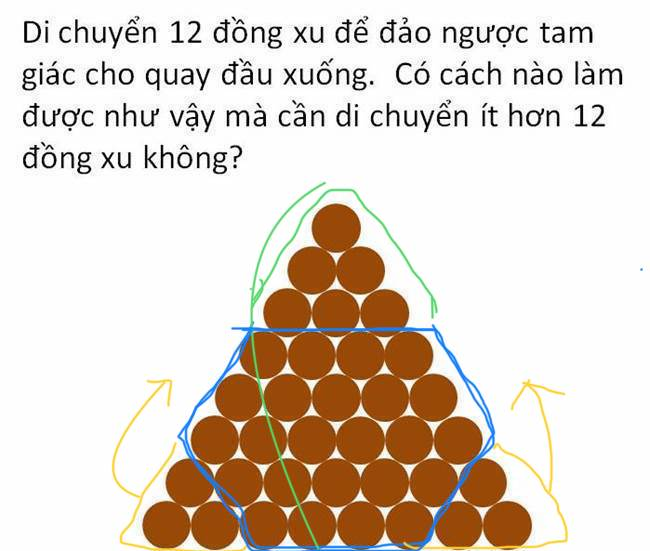 Di chuyển 12 đồng xu để đảo ngược tam
giác cho quay đầu xuống. Có cách nào làm
được như vậy mà cần di chuyển ít hơn 12
đồng xu không?